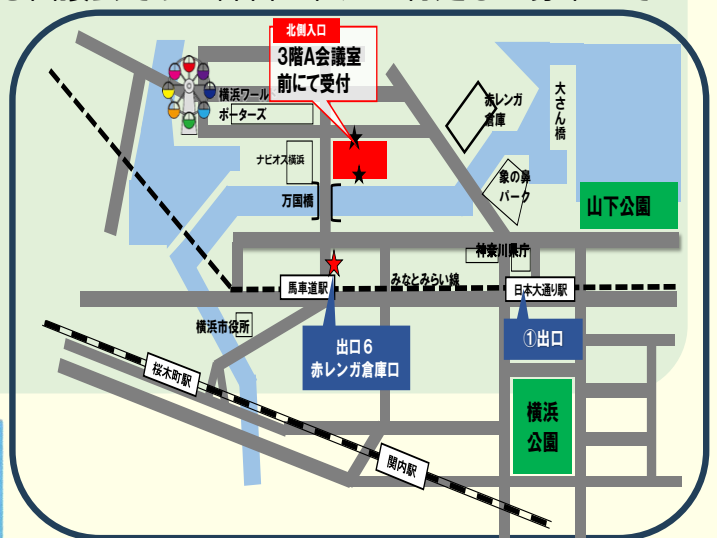 北側入口
3階A会議室
前にて受付
横浜ワール
ポーターズ
赤レンガ
倉庫
大さん橋
ナビオス横浜
象の鼻
パーク
万国橋
山下公園
神奈川県庁
みなとみらい線
馬車道駅
日本大通り駅
横浜市役所
出口6
赤レンガ倉庫口
①出口
桜木町駅
横浜
公園
関内駅